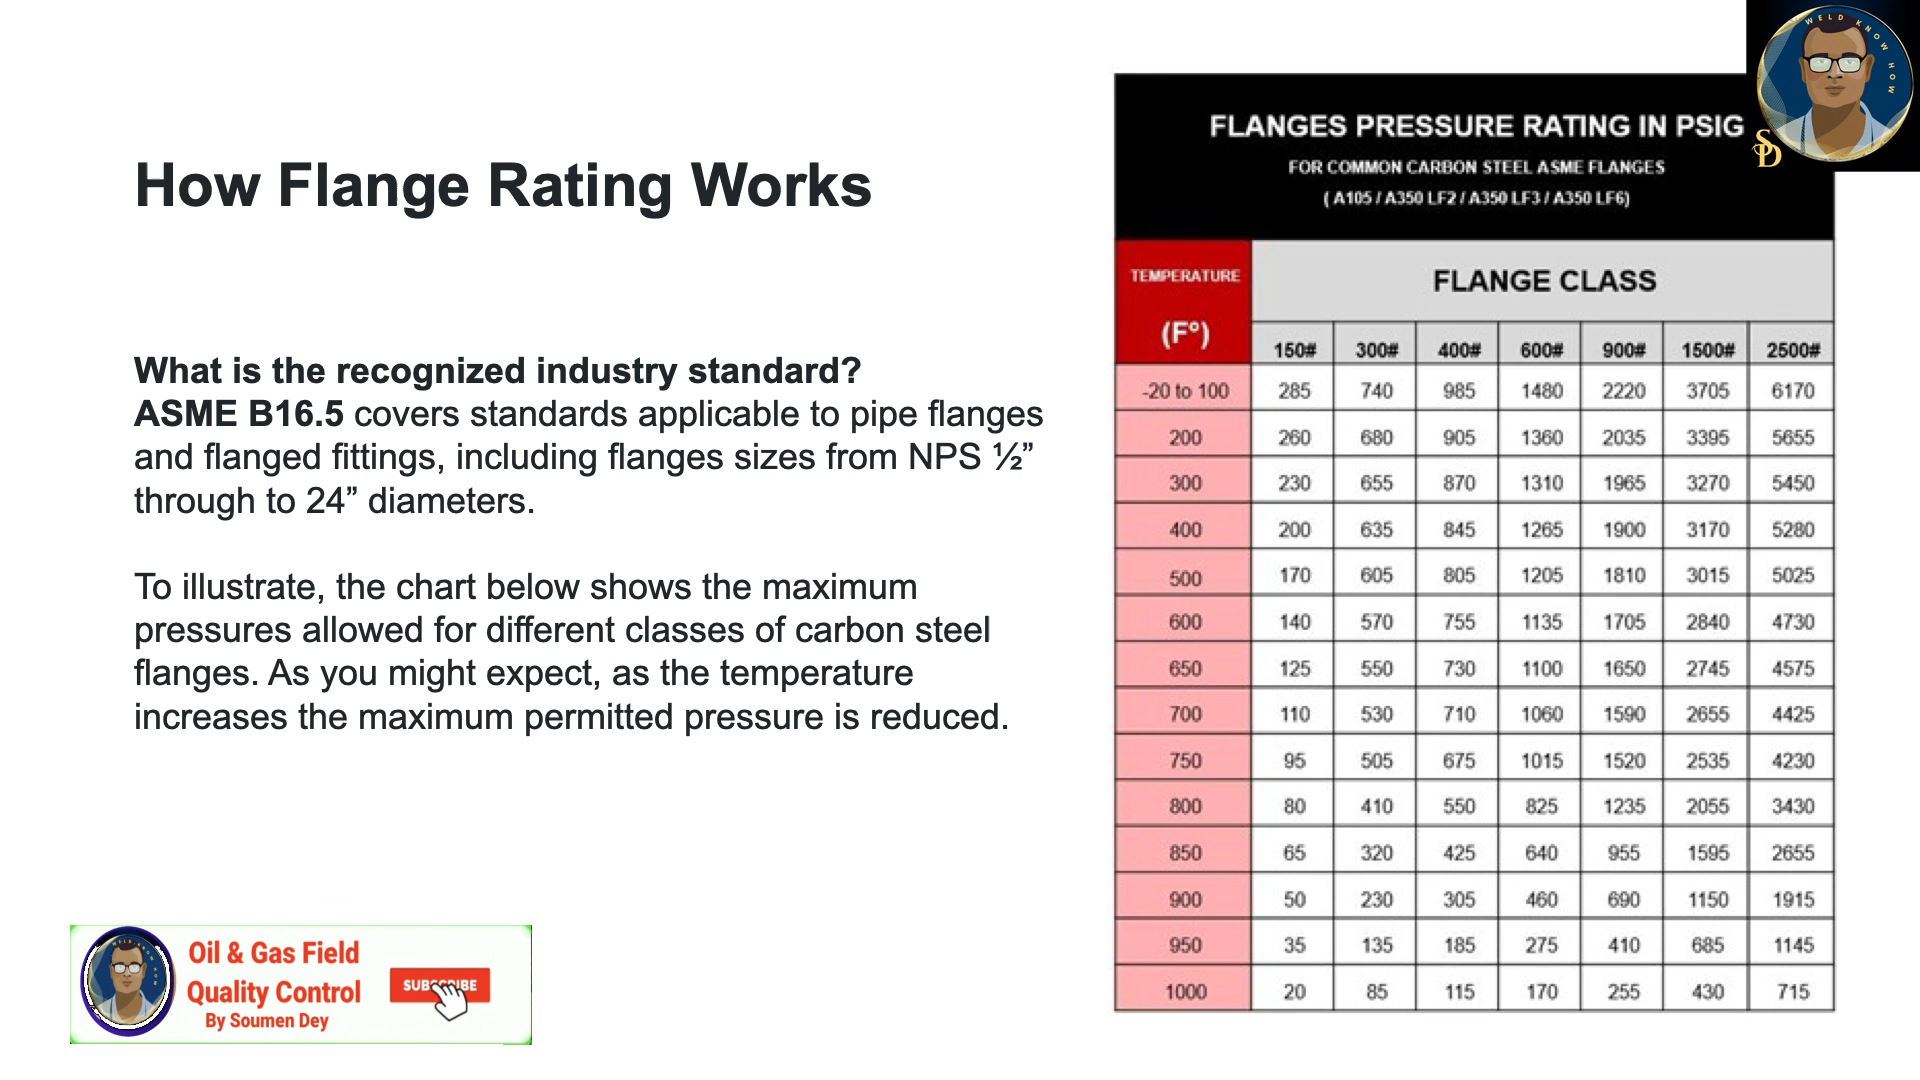 WELD KNOW HOW
SD
How Flange Rating Works
What is the recognized industry standard?
ASME B16.5 covers standards applicable to pipe flanges
and flanged fittings, including flanges sizes from NPS ½”
through to 24” diameters.
To illustrate, the chart below shows the maximum
pressures allowed for different classes of carbon steel
flanges. As you might expect, as the temperature
increases the maximum permitted pressure is reduced.
FLANGES PRESSURE RATING IN PSIG
FOR COMMON CARBON STEEL ASME FLANGES
( A105 / A350 LF2 / A350 LF3 / A350 LF6)
TEMPERATURE
(Fº)
FLANGE CLASS
150# 300# 400# 600# 900# 1500# 2500#
-20 to 100 285 740 985 1480 2220 3705 6170
200 260 680 905 1360 2035 3395 5655
300 230 655 870 1310 1965 3270 5450
400 200 635 845 1265 1900 3170 5280
500 170 605 805 1205 1810 3015 5025
600 140 570 755 1135 1705 2840 4730
650 125 550 730 1100 1650 2745 4575
700 110 530 710 1060 1590 2655 4425
750 95 505 675 1015 1520 2535 4230
800 80 410 550 825 1235 2055 3430
850 65 320 425 640 955 1595 2655
900 50 230 305 460 690 1150 1915
950 35 135 185 275 410 685 1145
1000 20 85 115 170 255 430 715
WELD KNOW HOW
Oil & Gas Field
Quality Control
By Soumen Dey
SUBSCRIBE